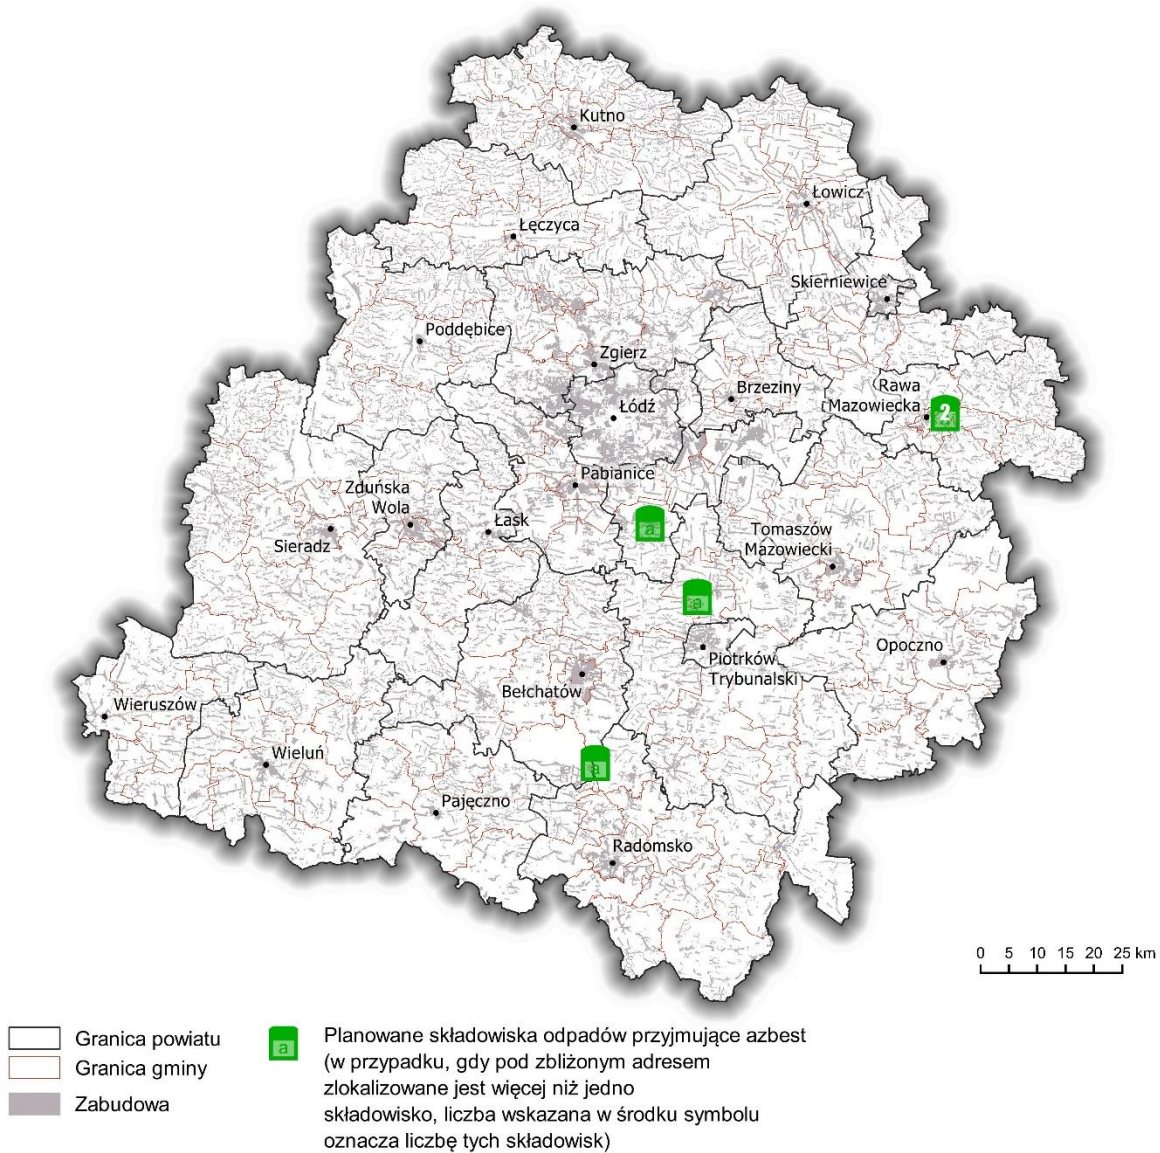 Kutno
Łowicz
Łęczyca
Skierniewice
Poddębice
Zgierz
Brzeziny
Rawa
Mazowiecka
2
Łódź
Pabianice
Zduńska
Wola
Łask
a
Sieradz
Tomaszów
Mazowiecki
a
Opoczno
Piotrków
Trybunalski
Bełchatów
Wieruszów
Wieluń
a
Pajęczno
Radomsko
0 5 10 15 20 25 km
Granica powiatu
Granica gminy
Zabudowa
a
Planowane składowiska odpadów przyjmujące azbest
(w przypadku, gdy pod zbliżonym adresem
zlokalizowane jest więcej niż jedno
składowisko, liczba wskazana w środku symbolu
oznacza liczbę tych składowisk)